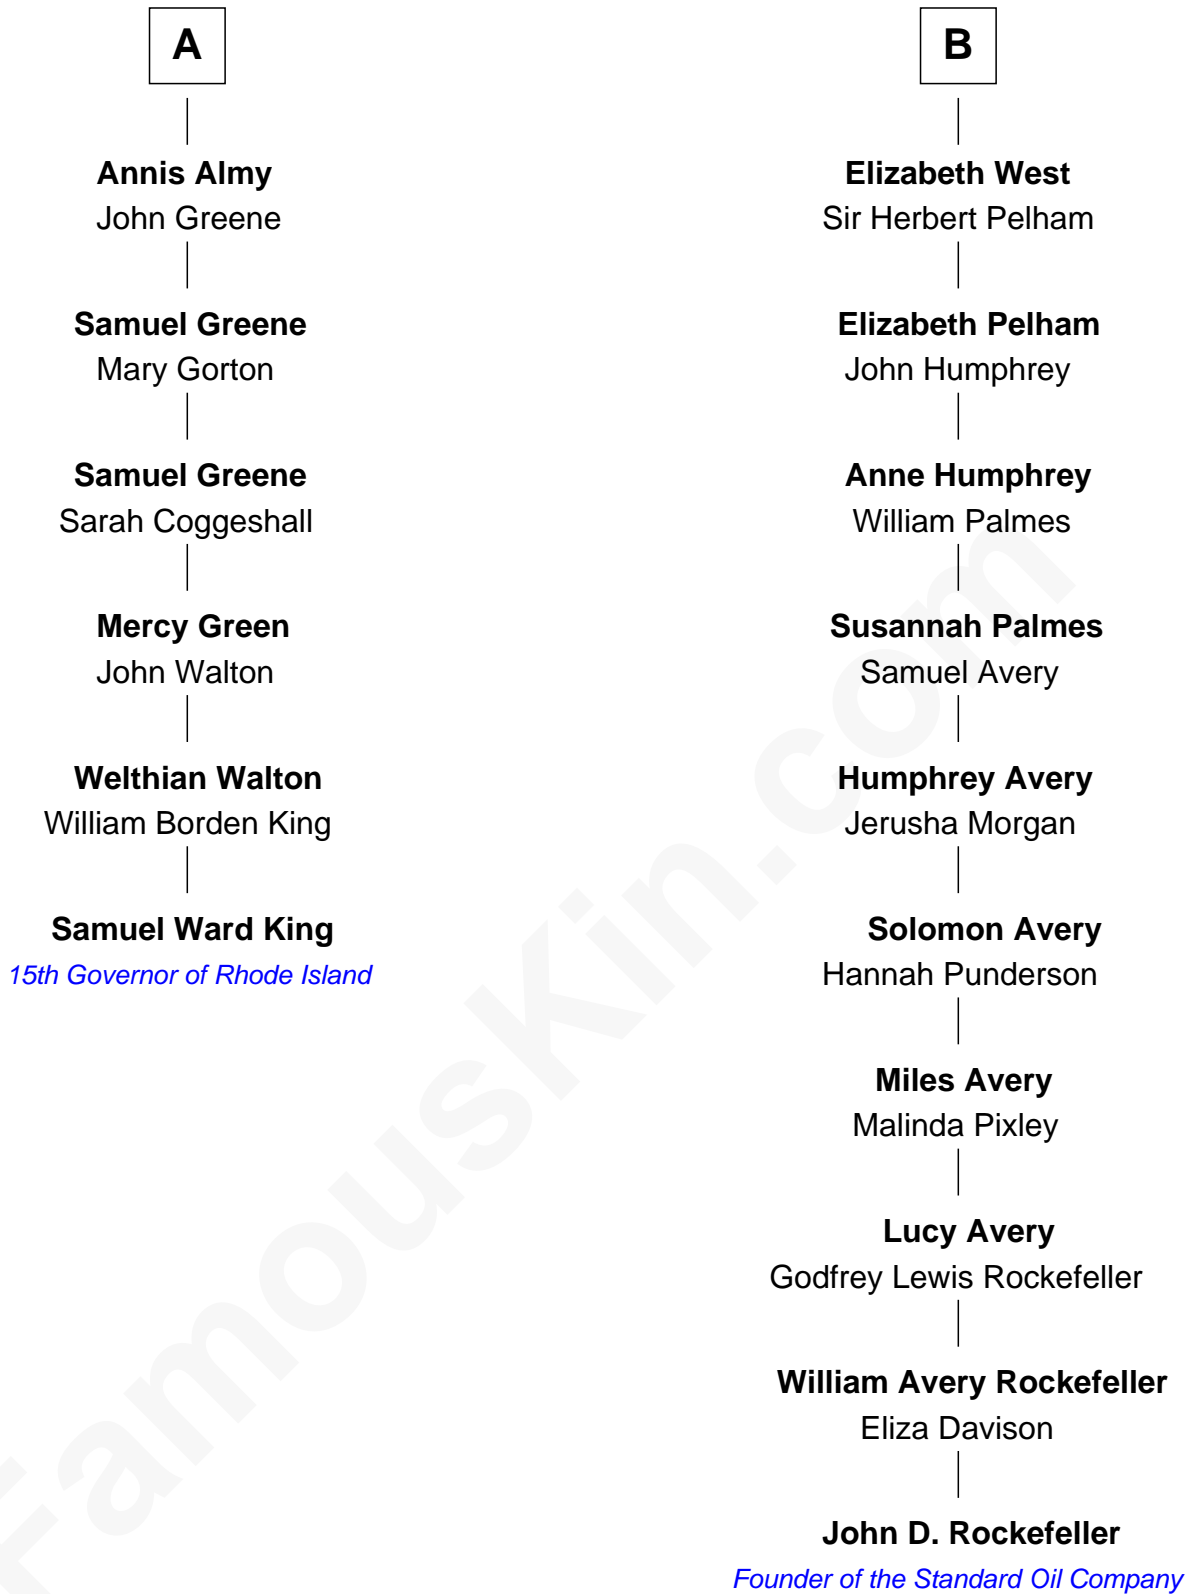 A
Annis Almy
John Greene
Samuel Greene
Mary Gorton
Samuel Greene
Sarah Coggeshall
Mercy Green
John Walton
Welthian Walton
William Borden King
Samuel Ward King
15th Governor of Rhode Island
B
Elizabeth West
Sir Herbert Pelham
Elizabeth Pelham
John Humphrey
Anne Humphrey
William Palmes
Susannah Palmes
Samuel Avery
Humphrey Avery
Jerusha Morgan
Solomon Avery
Hannah Punderson
Miles Avery
Malinda Pixley
Lucy Avery
Godfrey Lewis Rockefeller
William Avery Rockefeller
Eliza Davison
John D. Rockefeller
Founder of the Standard Oil Company
FamousKin.com